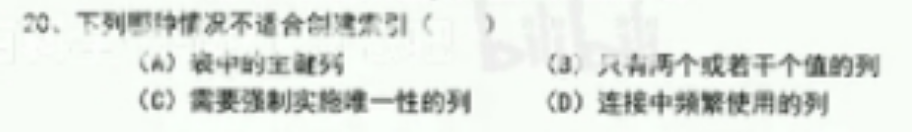 20、下列哪种情况不适合创建索引（ ）
（A）表中的主键列 （B）只有两个或若干个值的列
（C）需要强制实施唯一性的列 （D）连接中频繁使用的列